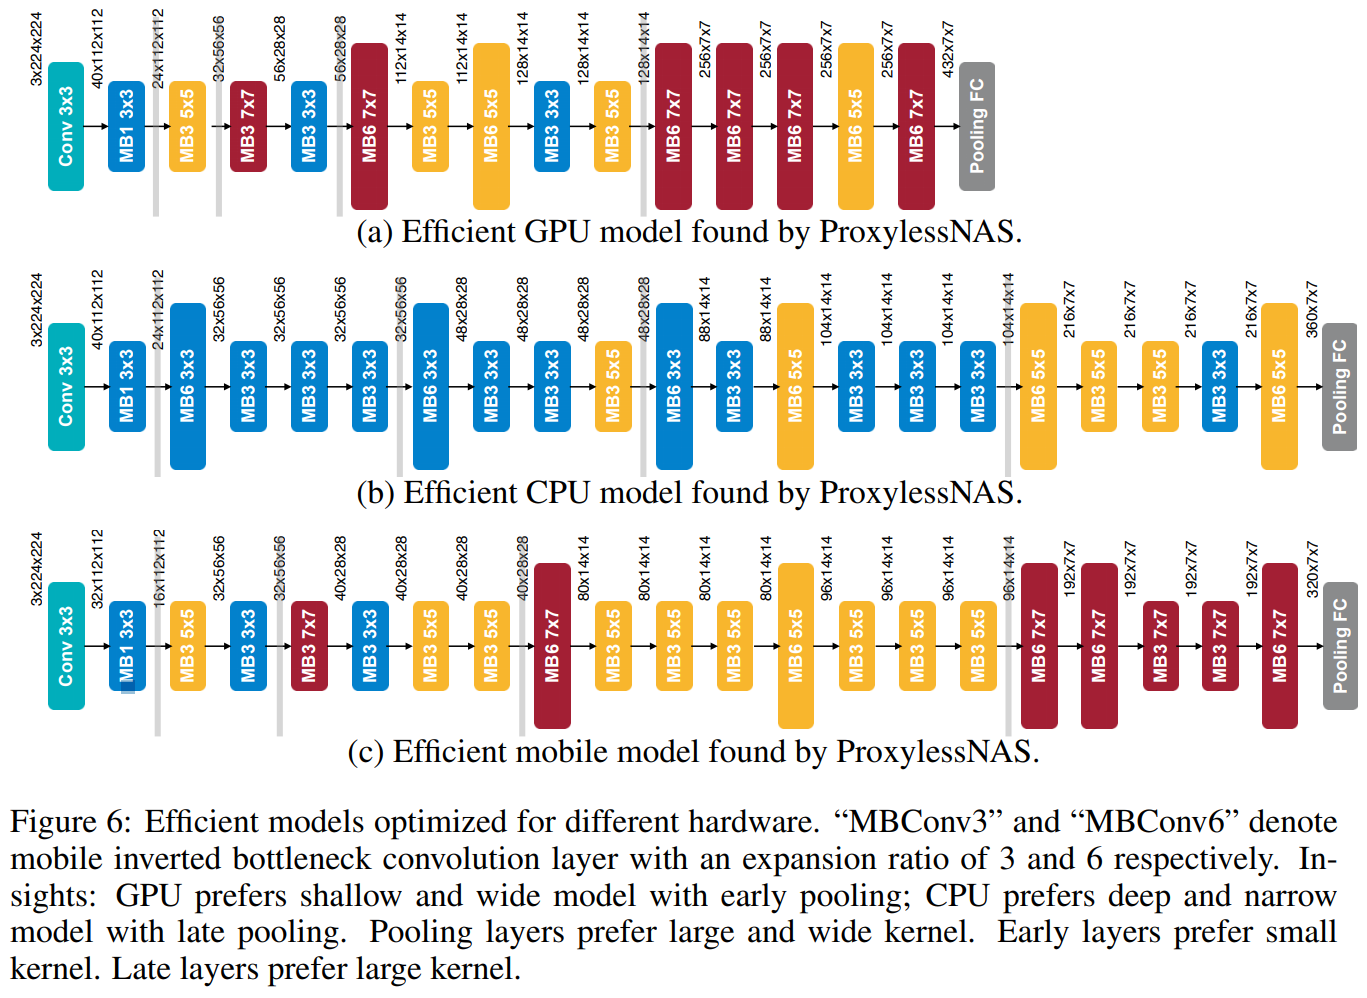 3x224x224
Conv 3x3
40x112x112
MB1 3x3
24x112x112
MB3 5x5
32x56x56
MB3 7x7
56x28x28
MB3 3x3
56x28x28
MB6 7x7
112x14x14
MB3 5x5
112x14x14
MB6 5x5
128x14x14
MB3 3x3
128x14x14
MB3 5x5
128x14x14
MB6 7x7
256x7x7
MB6 7x7
256x7x7
MB6 7x7
256x7x7
MB6 5x5
256x7x7
MB6 7x7
432x7x7
Pooling FC
(a) Efficient GPU model found by ProxylessNAS.
3x224x224
Conv 3x3
40x112x112
MB1 3x3
24x112x112
MB6 3x3
32x56x56
MB3 3x3
32x56x56
MB3 3x3
32x56x56
MB3 3x3
32x56x56
MB6 3x3
48x28x28
MB3 3x3
48x28x28
MB3 3x3
48x28x28
MB3 5x5
48x28x28
MB6 3x3
88x14x14
MB3 3x3
88x14x14
MB6 5x5
104x14x14
MB3 3x3
104x14x14
MB3 3x3
104x14x14
MB3 3x3
104x14x14
MB6 5x5
216x7x7
MB3 5x5
216x7x7
MB3 5x5
216x7x7
MB3 3x3
216x7x7
MB6 5x5
360x7x7
Pooling FC
(b) Efficient CPU model found by ProxylessNAS.
3x224x224
Conv 3x3
32x112x112
MB1 3x3
16x112x112
MB3 5x5
32x56x56
MB3 3x3
32x56x56
MB3 7x7
40x28x28
MB3 3x3
40x28x28
MB3 5x5
40x28x28
MB3 5x5
40x28x28
MB6 7x7
80x14x14
MB3 5x5
80x14x14
MB3 5x5
80x14x14
MB3 5x5
80x14x14
MB6 5x5
96x14x14
MB3 5x5
96x14x14
MB3 5x5
96x14x14
MB3 5x5
96x14x14
MB6 7x7
192x7x7
MB6 7x7
192x7x7
MB3 7x7
192x7x7
MB3 7x7
192x7x7
MB6 7x7
320x7x7
Pooling FC
(c) Efficient mobile model found by ProxylessNAS.
Figure 6: Efficient models optimized for different hardware. “MBConv3” and “MBConv6” denote
mobile inverted bottleneck convolution layer with an expansion ratio of 3 and 6 respectively. In-
sights: GPU prefers shallow and wide model with early pooling; CPU prefers deep and narrow
model with late pooling. Pooling layers prefer large and wide kernel. Early layers prefer small
kernel. Late layers prefer large kernel.